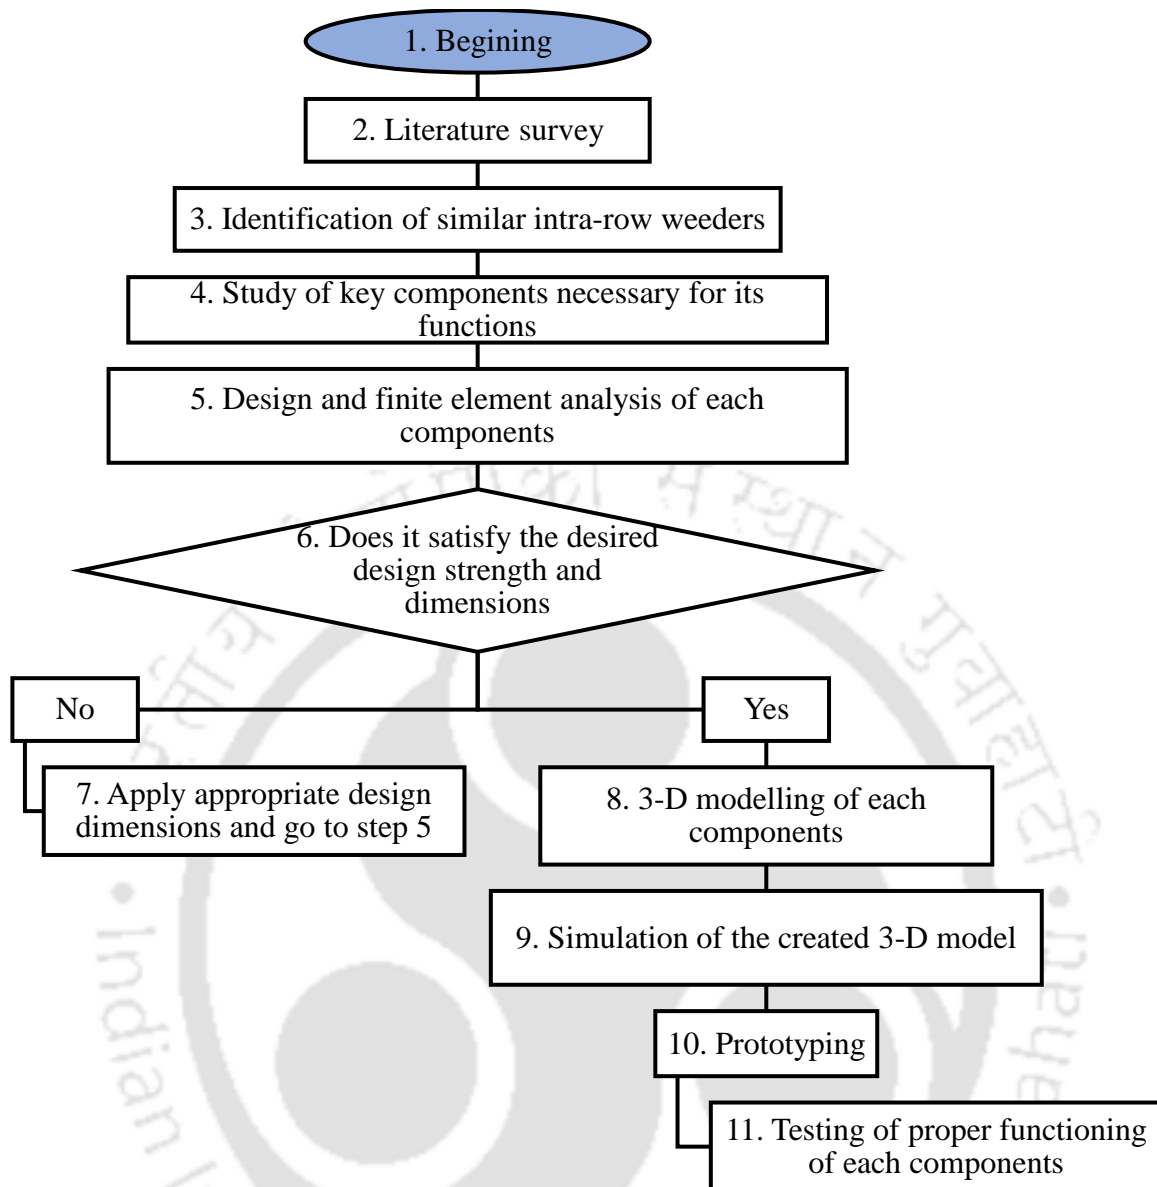 1. Begining
2. Literature survey
3. Identification of similar intra-row weeders
4. Study of key components necessary for its
functions
5. Design and finite element analysis of each
components
6. Does it satisfy the desired
design strength and
dimensions
No
Yes
7. Apply appropriate design
dimensions and go to step 5
8. 3-D modelling of each
components
9. Simulation of the created 3-D model
10. Prototyping
11. Testing of proper functioning
of each components
Indian